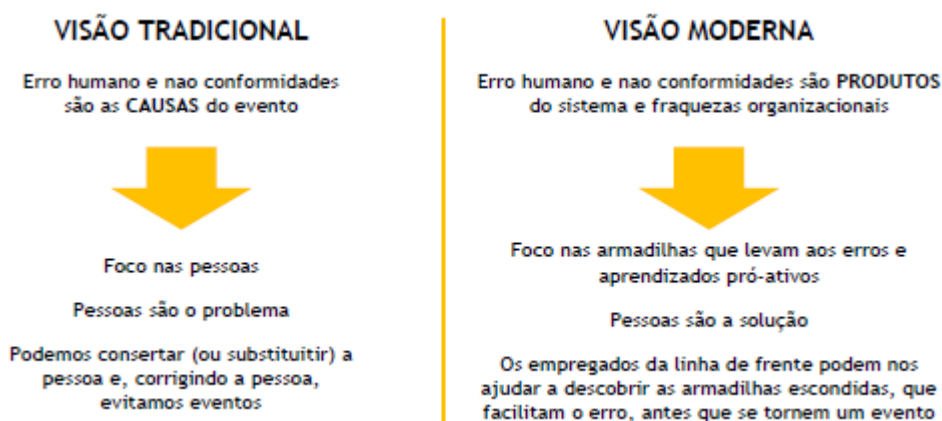 VISÃO TRADICIONAL
Erro humano e nao conformidades
são as CAUSAS do evento
Foco nas pessoas
Pessoas são o problema
Podemos consertar (ou substituitir) a
pessoa e, corrigindo a pessoa,
evitamos eventos
VISÃO MODERNA
Erro humano e nao conformidades são PRODUTOS
do sistema e fraquezas organizacionais
Foco nas armadilhas que levam aos erros e
aprendizados pró-ativos
Pessoas são a solução
Os empregados da linha de frente podem nos
ajudar a descobrir as armadilhas escondidas, que
facilitam o erro, antes que se tornem um evento